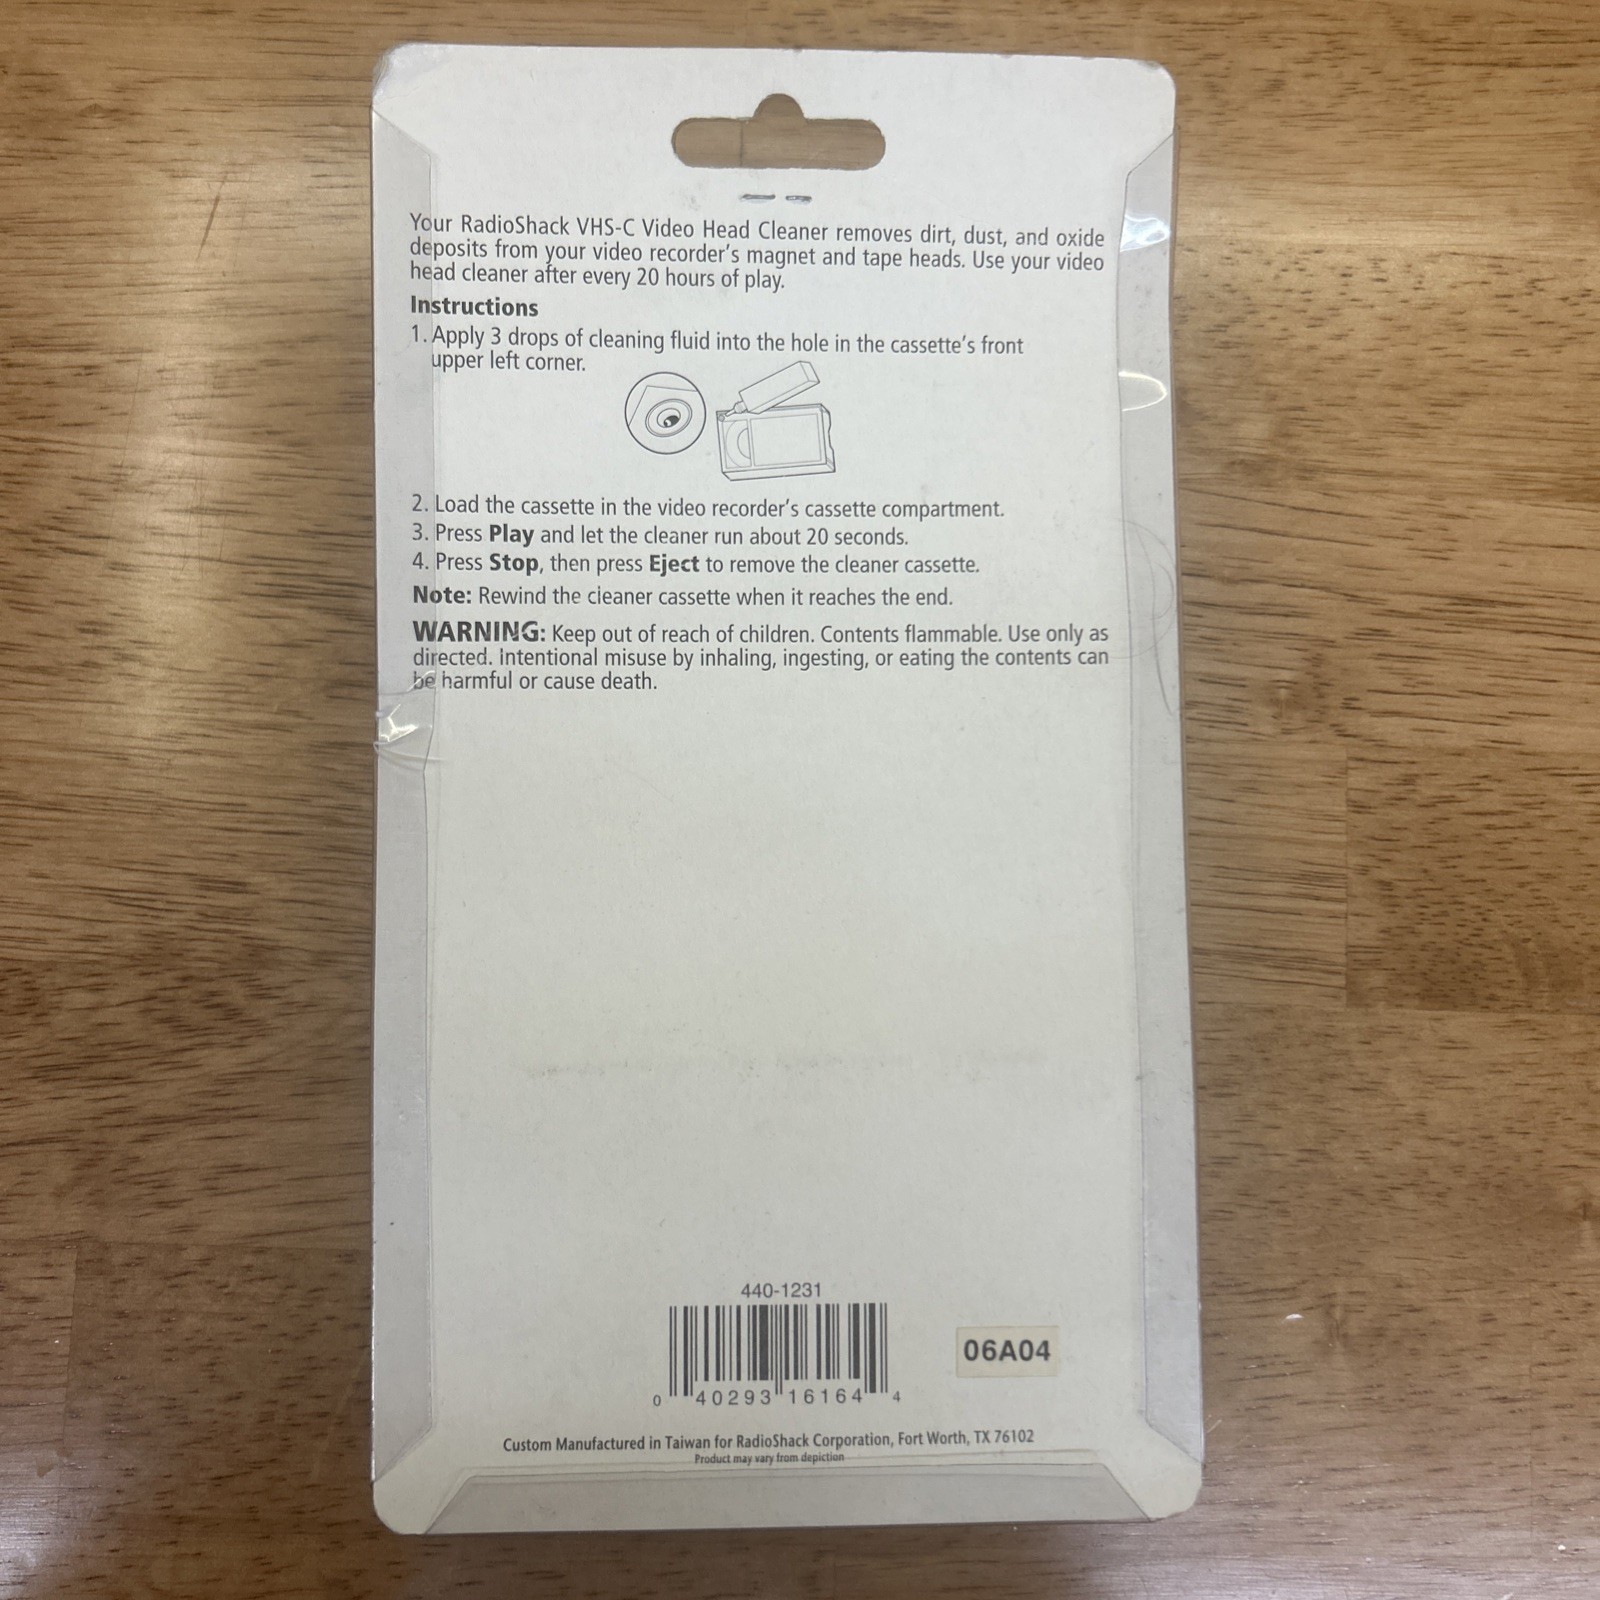 Your RadioShack VHS-C Video Head Cleaner removes dirt, dust, and oxide
deposits from your video recorder's magnet and tape heads. Use your video
head cleaner after every 20 hours of play.
Instructions
1. Apply 3 drops of cleaning fluid into the hole in the cassette's front
upper left corner.
2. Load the cassette in the video recorder's cassette compartment.
3. Press Play and let the cleaner run about 20 seconds.
4. Press Stop, then press Eject to remove the cleaner cassette.
Note: Rewind the cleaner cassette when it reaches the end.
WARNING: Keep out of reach of children. Contents flammable. Use only as
directed. Intentional misuse by inhaling, ingesting, or eating the contents can
be harmful or cause death.
440-1231
06A04
0 40293 16164 4
Custom Manufactured in Taiwan for RadioShack Corporation, Fort Worth, TX 76102
Product may vary from depiction